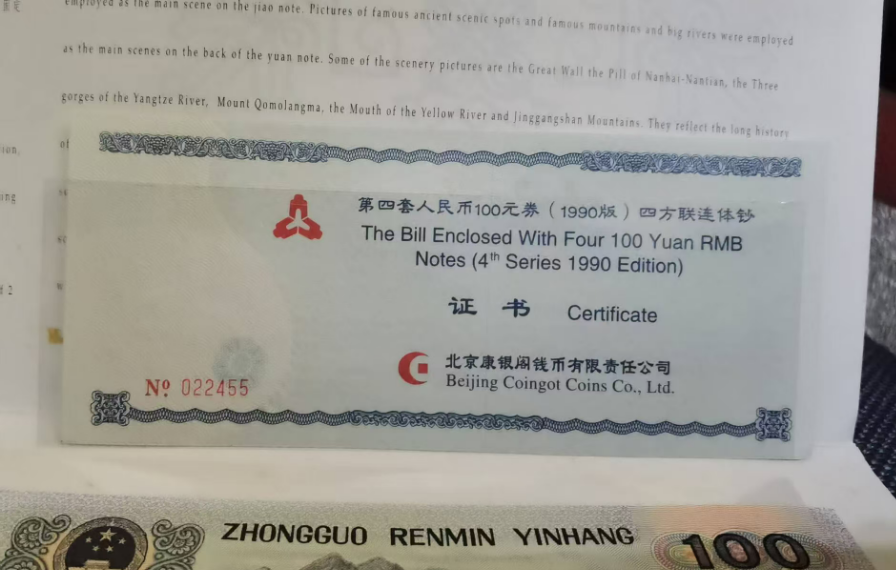 employed as the main scene on the jiao note. Pictures of famous ancient scenic spots and famous mountains and big rivers were employed
as the main scenes on the back of the yuan note. Some of the scenery pictures are the Great Wall the Pill of Nanhai-Nantian, the Three
gorges of the Yangtze River, Mount Qomolangma, the Mouth of the Yellow River and Jinggangshan Mountains. They reflect the long history
of
第四套人民币100元券（1990版）四方联连体钞
The Bill Enclosed With Four 100 Yuan RMB
Notes (4th Series 1990 Edition)
证书 Certificate
北京康银阁钱币有限责任公司
Beijing Coingot Coins Co., Ltd.
Nº 022455
ZHONGGUO RENMIN YINHANG 100